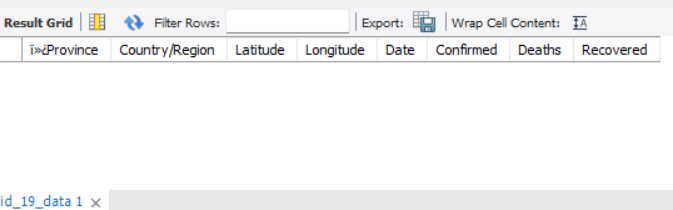 Result Grid Filter Rows: Export: Wrap Cell Content: IA
ï»¿Province Country/Region Latitude Longitude Date Confirmed Deaths Recovered
id_19_data 1 ×